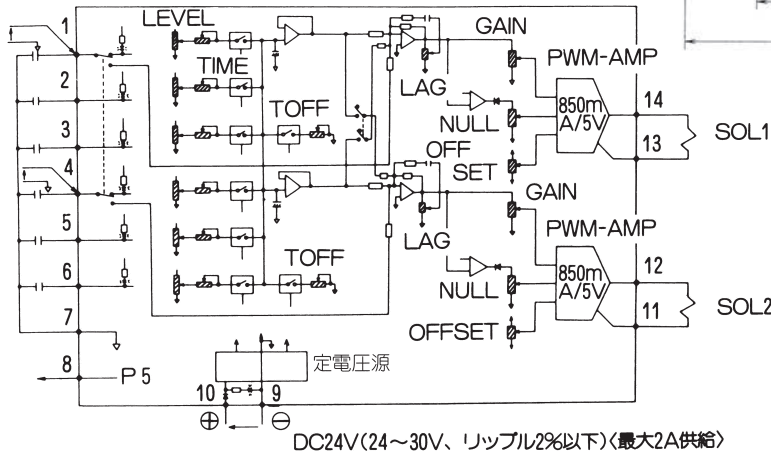 LEVEL
GAIN
1
PWM-AMP
TIME
LAG
2
850m
A/5V
14
TOFF
NULL
SOL1
3
13
OFF
SET
4
GAIN
PWM-AMP
LAG
5
TOFF
850m
A/5V
12
6
NULL
11
SOL2
7
OFFSET
8
P5
定電圧源
10
9
⊕
⊖
DC24V(24~30V、リップル2%以下)〈最大2A供給〉